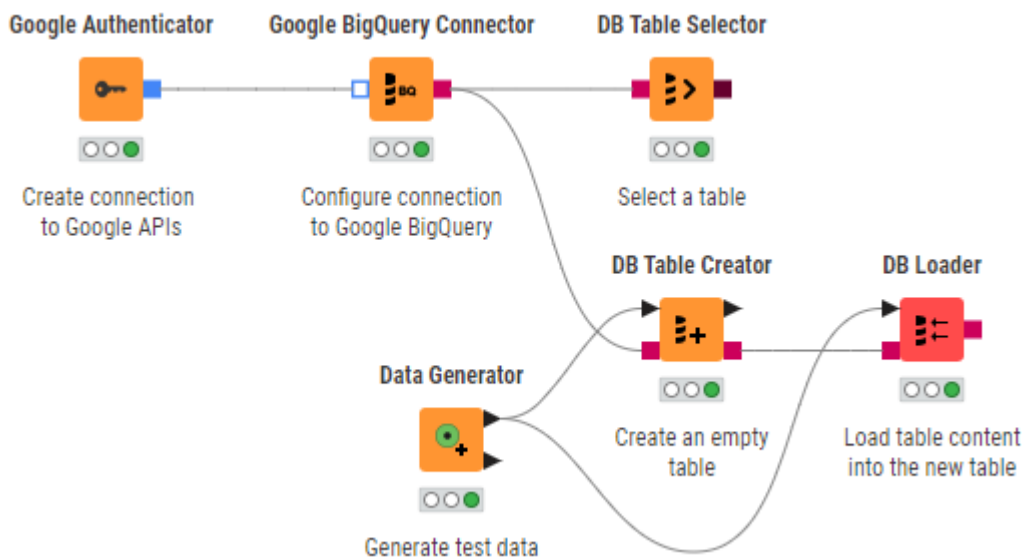 Google Authenticator
Google BigQuery Connector
DB Table Selector
BQ
Create connection
to Google APIs
Configure connection
to Google BigQuery
Select a table
DB Table Creator
DB Loader
Data Generator
Create an empty
table
Load table content
into the new table
Generate test data